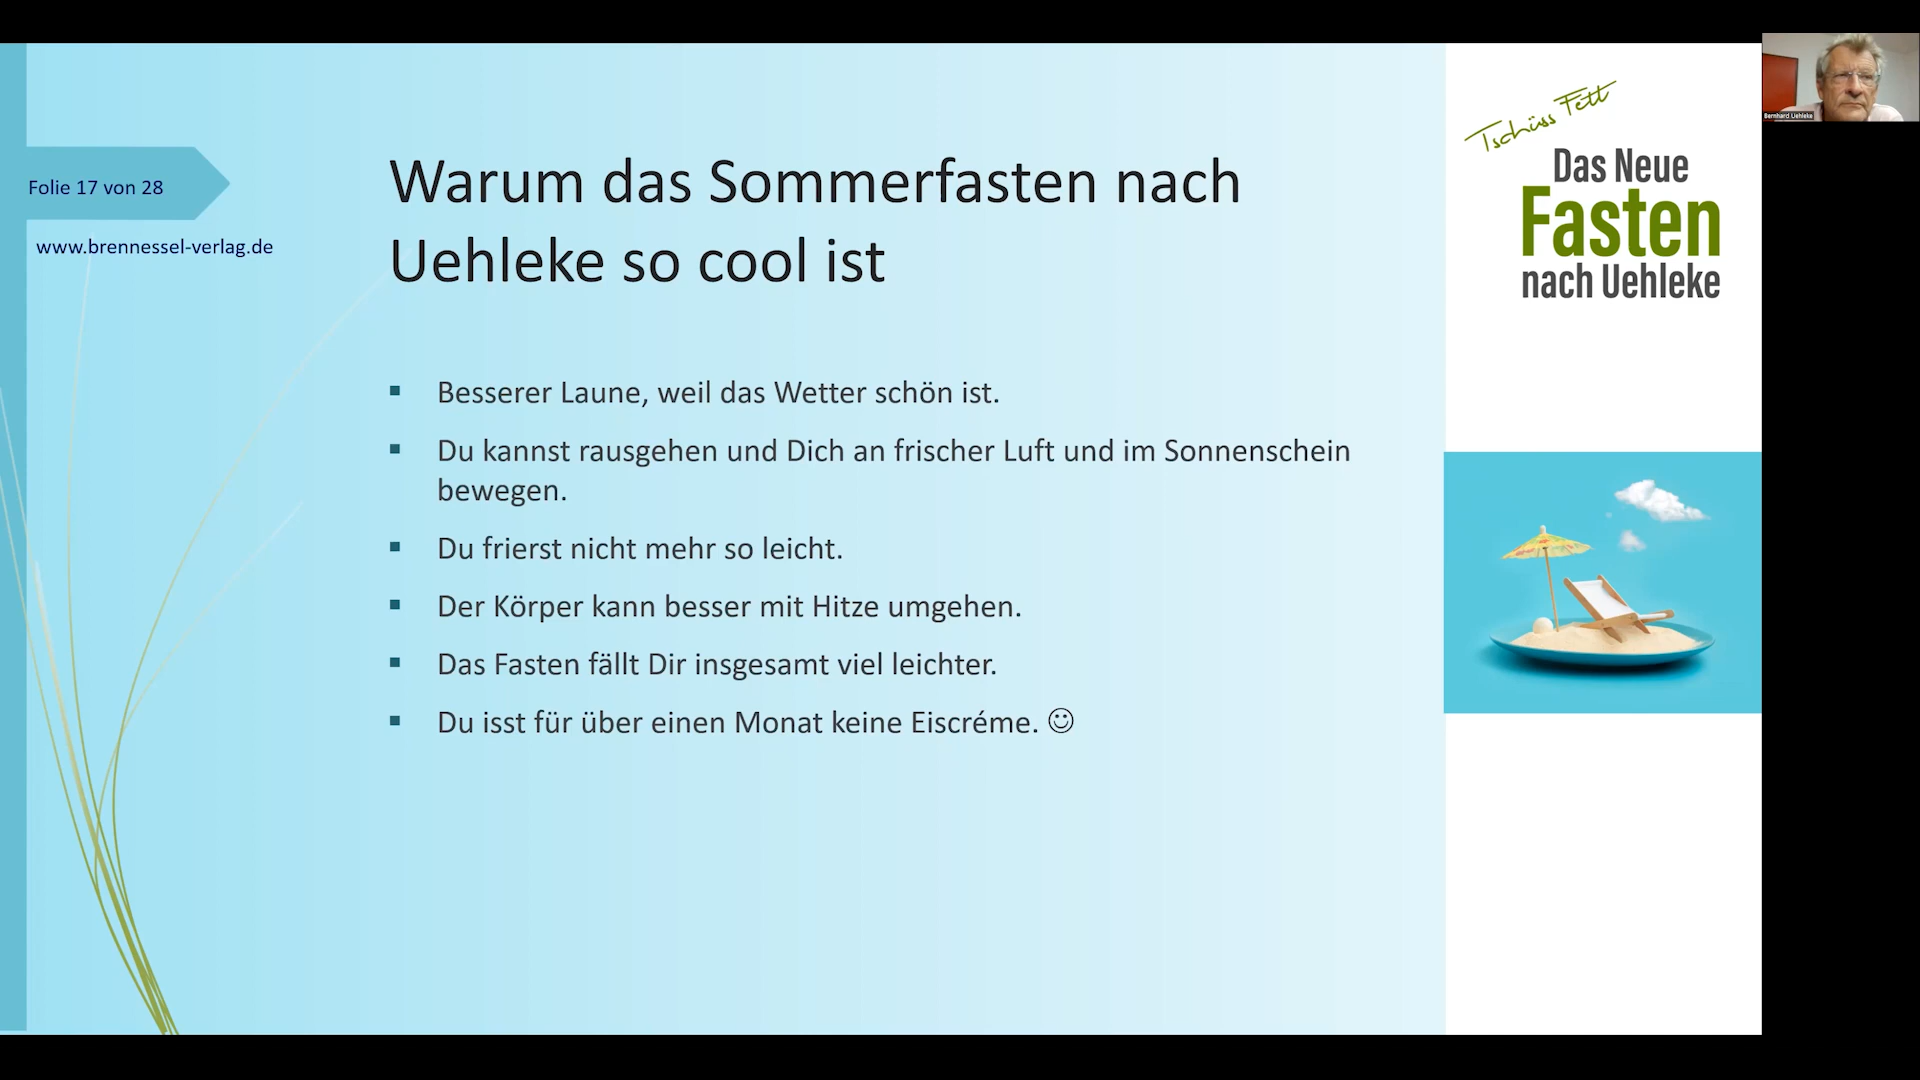 Folie 17 von 28
www.brennessel-verlag.de
Warum das Sommerfasten nach
Uehleke so cool ist
▪ Besserer Laune, weil das Wetter schön ist.
▪ Du kannst rausgehen und Dich an frischer Luft und im Sonnenschein
bewegen.
▪ Du frierst nicht mehr so leicht.
▪ Der Körper kann besser mit Hitze umgehen.
▪ Das Fasten fällt Dir insgesamt viel leichter.
▪ Du isst für über einen Monat keine Eiscréme. ☺
Tschüss Fett
Das Neue
Fasten
nach Uehleke
Bernhard Uehleke